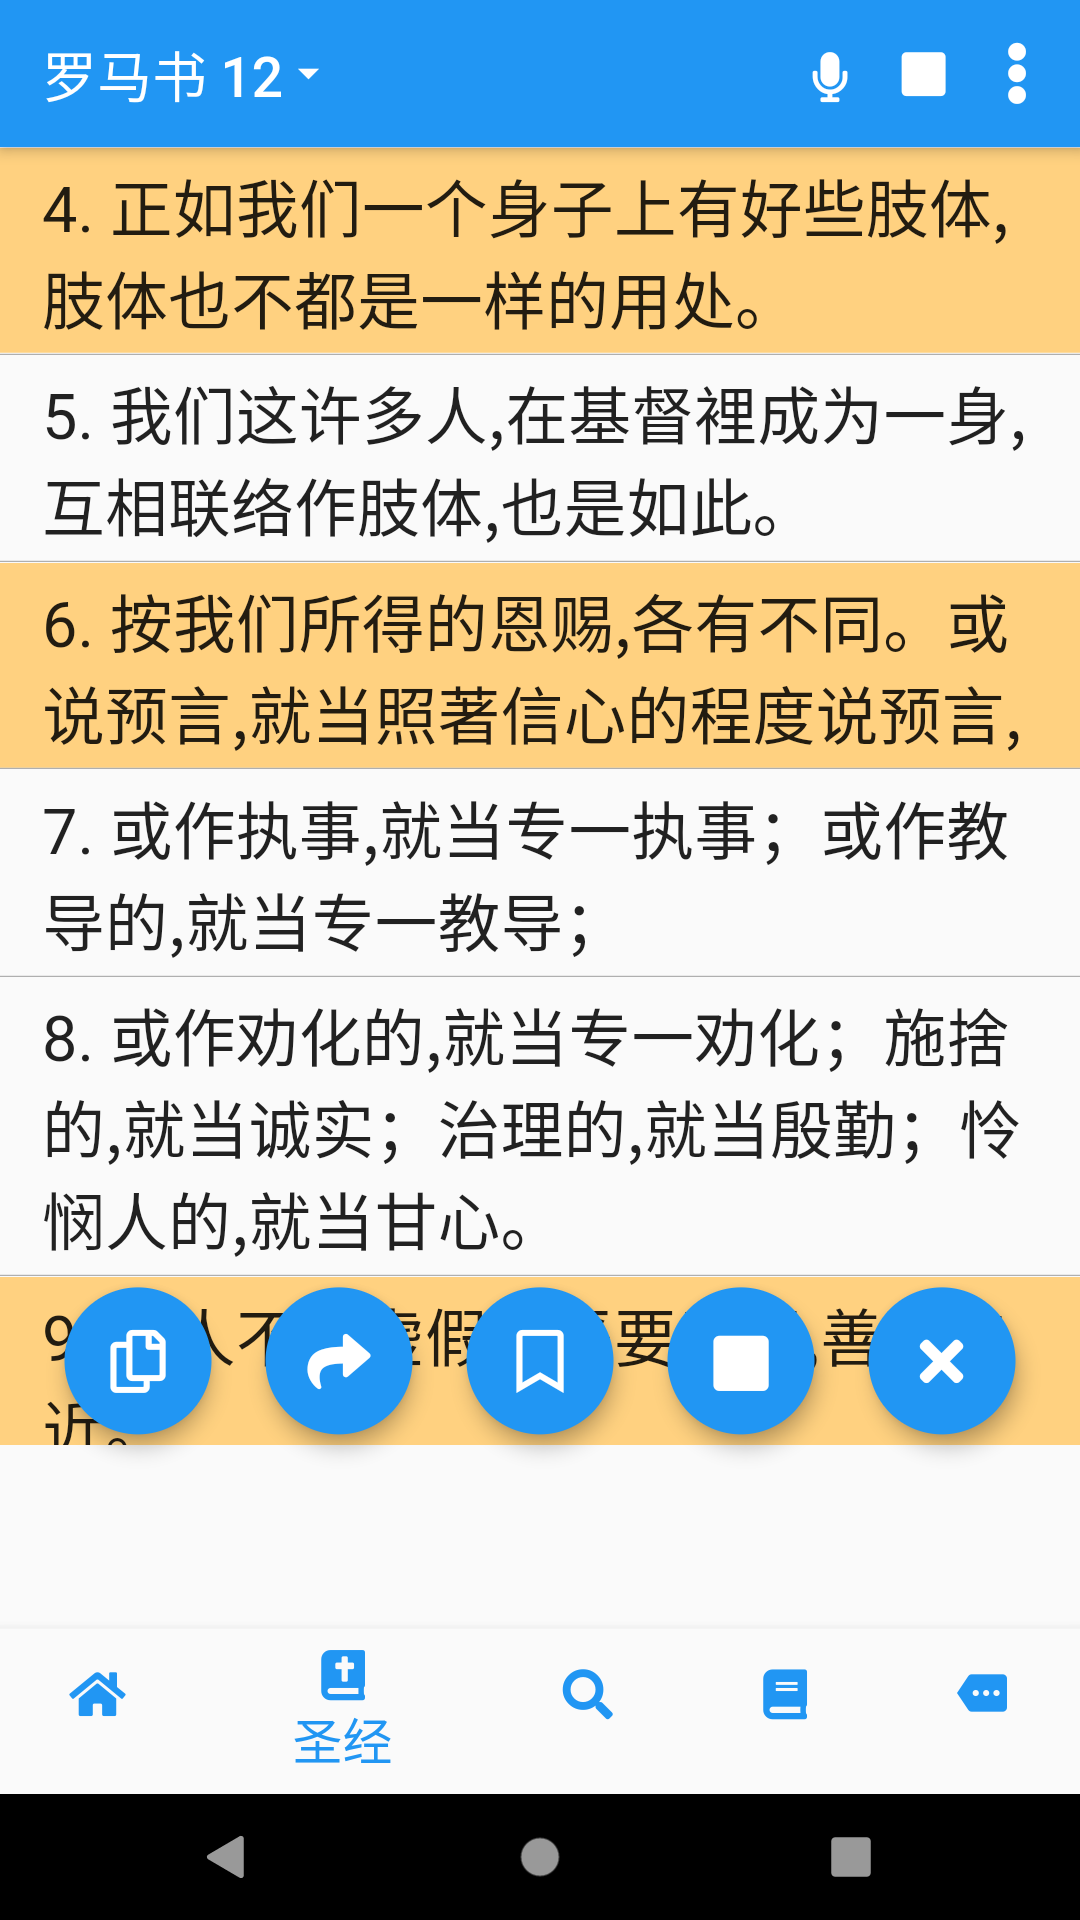 罗马书 12
4. 正如我们一个身子上有好些肢体,
肢体也不都是一样的用处。
5. 我们这许多人,在基督裡成为一身,
互相联络作肢体,也是如此。
6. 按我们所得的恩赐,各有不同。或
说预言,就当照著信心的程度说预言,
7. 或作执事,就当专一执事；或作教
导的,就当专一教导；
8. 或作劝化的,就当专一劝化；施捨
的,就当诚实；治理的,就当殷勤；怜
悯人的,就当甘心。
9 人不 假 要 善
近。
圣经